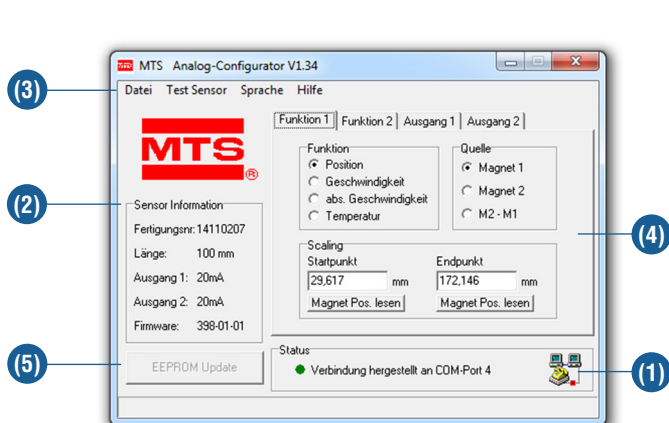 MTS Analog-Configurator V1.34
(3)
Datei Test Sensor Sprache Hilfe
Funktion 1 Funktion 2 Ausgang 1 Ausgang 2
MTS
®
Funktion
Position
Geschwindigkeit
abs. Geschwindigkeit
Temperatur
Quelle
Magnet 1
Magnet 2
M2 - M1
(2)
Sensor Information
Fertigungsnr: 14110207
Länge: 100 mm
Ausgang 1: 20mA
Ausgang 2: 20mA
Firmware: 398-01-01
(4)
Scaling
Startpunkt
29,617 mm
Magnet Pos. lesen
Endpunkt
172,146 mm
Magnet Pos. lesen
(5)
EEPROM Update
Status
Verbindung hergestellt an COM-Port 4
(1)